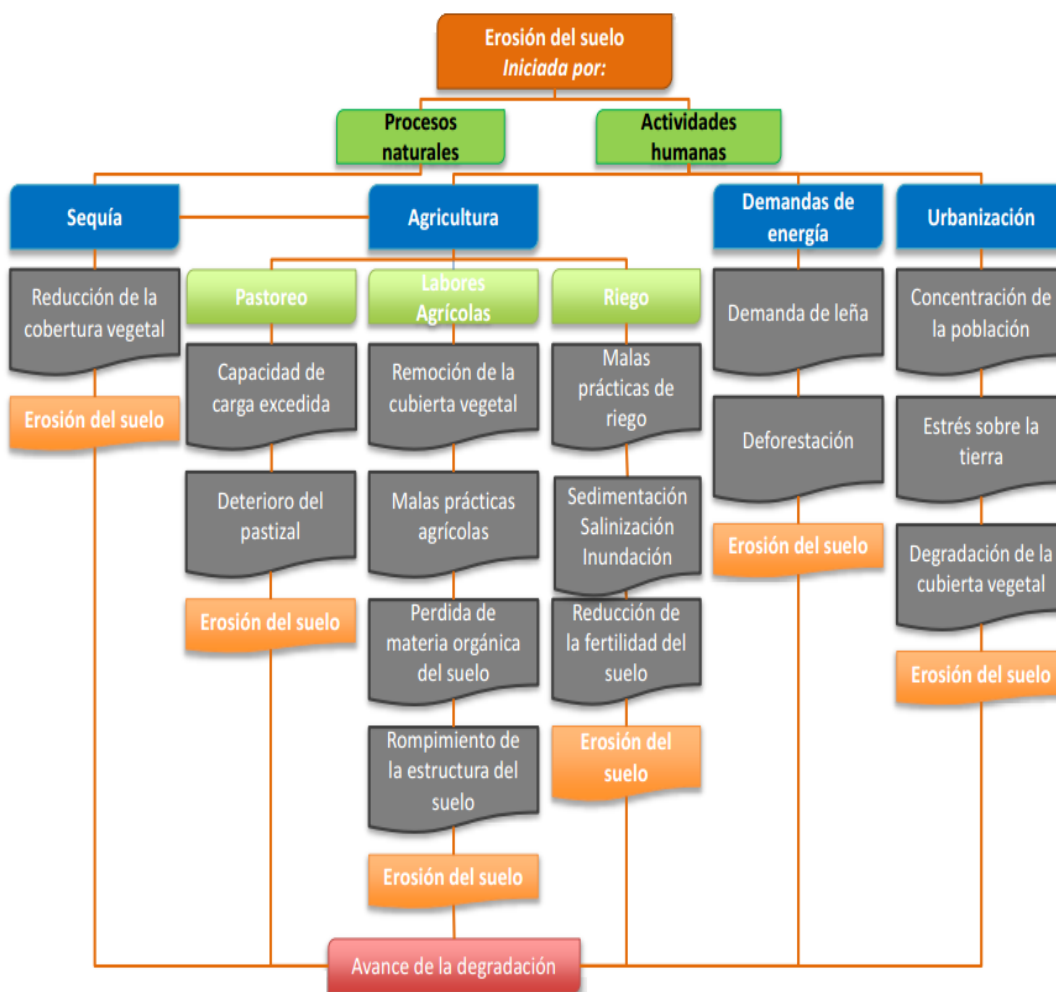 Erosión del suelo
Iniciada por:
Procesos
naturales
Actividades
humanas
Sequía
Agricultura
Demandas de
energía
Urbanización
Reducción de la
cobertura vegetal
Erosión del suelo
Pastoreo
Capacidad de
carga excedida
Deterioro del
pastizal
Erosión del suelo
Labores
Agrícolas
Remoción de la
cubierta vegetal
Malas prácticas
agrícolas
Perdida de
materia orgánica
del suelo
Rompimiento de
la estructura del
suelo
Erosión del suelo
Riego
Malas
prácticas de
riego
Sedimentación
Salinización
Inundación
Reducción de
la fertilidad del
suelo
Erosión del
suelo
Demanda de leña
Deforestación
Erosión del suelo
Concentración de
la población
Estrés sobre la
tierra
Degradación de la
cubierta vegetal
Erosión del suelo
Avance de la degradación